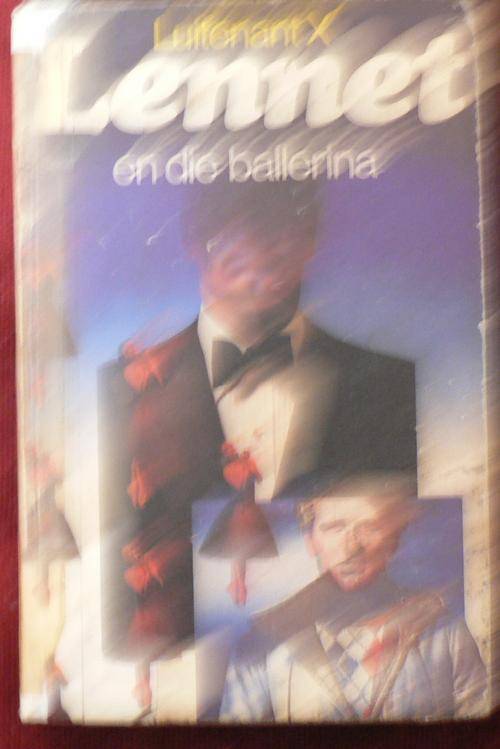 Luitenant X
Lennet
en die ballerina